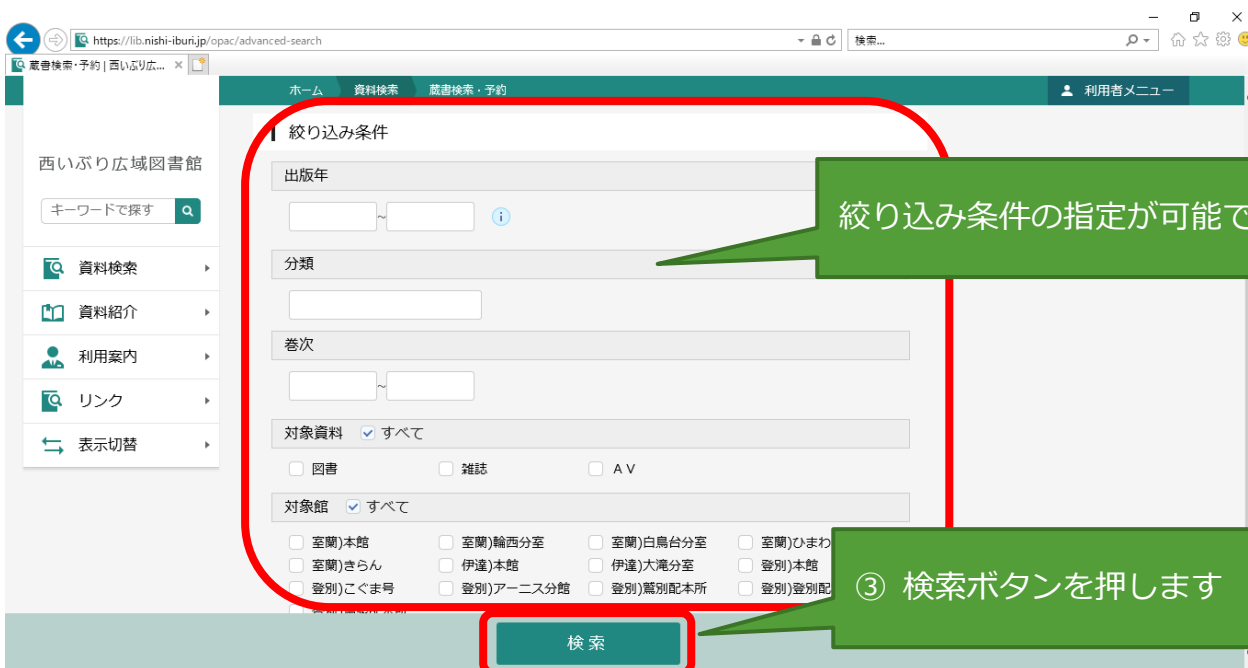 https://lib.nishi-iburi.jp/opac/advanced-search
検索...
蔵書検索・予約 | 西いぶり広...
ホーム 資料検索 蔵書検索・予約 利用者メニュー
西いぶり広域図書館
キーワードで探す
資料検索
資料紹介
利用案内
リンク
表示切替
絞り込み条件
出版年
~
分類
巻次
~
対象資料 すべて
図書 雑誌 ＡＶ
対象館 すべて
室蘭)本館 室蘭)輪西分室 室蘭)白鳥台分室 室蘭)ひまわ
室蘭)きらん 伊達)本館 伊達)大滝分室 登別)本館
登別)こぐま号 登別)アーニス分館 登別)鷲別配本所 登別)登別配
検索
絞り込み条件の指定が可能で
③ 検索ボタンを押します